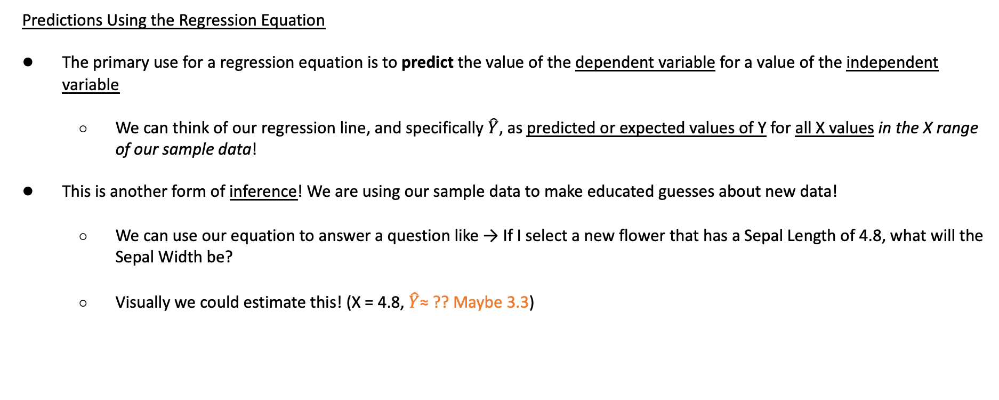 Predictions Using the Regression Equation
● The primary use for a regression equation is to predict the value of the dependent variable for a value of the independent
variable
○ We can think of our regression line, and specifically Ŷ, as predicted or expected values of Y for all X values in the X range
of our sample data!
● This is another form of inference! We are using our sample data to make educated guesses about new data!
○ We can use our equation to answer a question like → If I select a new flower that has a Sepal Length of 4.8, what will the
Sepal Width be?
○ Visually we could estimate this! (X = 4.8, Ŷ≈ ?? Maybe 3.3)